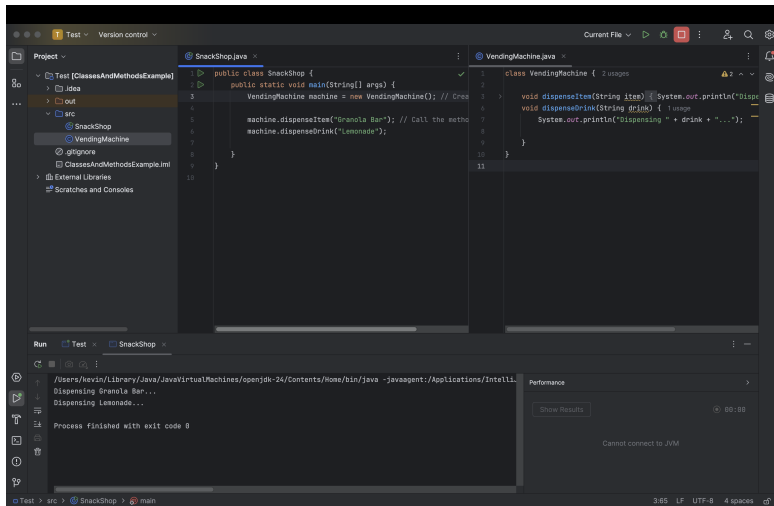 Test
Version control
Current File
Project
SnackShop.java
VendingMachine.java
Test [ClassesAndMethodsExample]
.idea
out
src
SnackShop
VendingMachine
.gitignore
ClassesAndMethodsExample.iml
External Libraries
Scratches and Consoles
1 public class SnackShop {
2 public static void main(String[] args) {
3 VendingMachine machine = new VendingMachine(); // Crea
4
5 machine.dispenseItem("Granola Bar"); // Call the metho
6 machine.dispenseDrink("Lemonade");
7
8 }
9 }
10
1 class VendingMachine { 2 usages
2
3 void dispenseItem(String item) { System.out.println("Dispe
6 void dispenseDrink(String drink) { 1 usage
7 System.out.println("Dispensing " + drink + "...");
9 }
10 }
11
2
Run
Test
SnackShop
/Users/kevin/Library/Java/JavaVirtualMachines/openjdk-24/Contents/Home/bin/java -javaagent:/Applications/Intelli…
Dispensing Granola Bar...
Dispensing Lemonade...
Process finished with exit code 0
Performance
Show Results
00:00
Cannot connect to JVM
Test > src > SnackShop > main
3:65 LF UTF-8 4 spaces